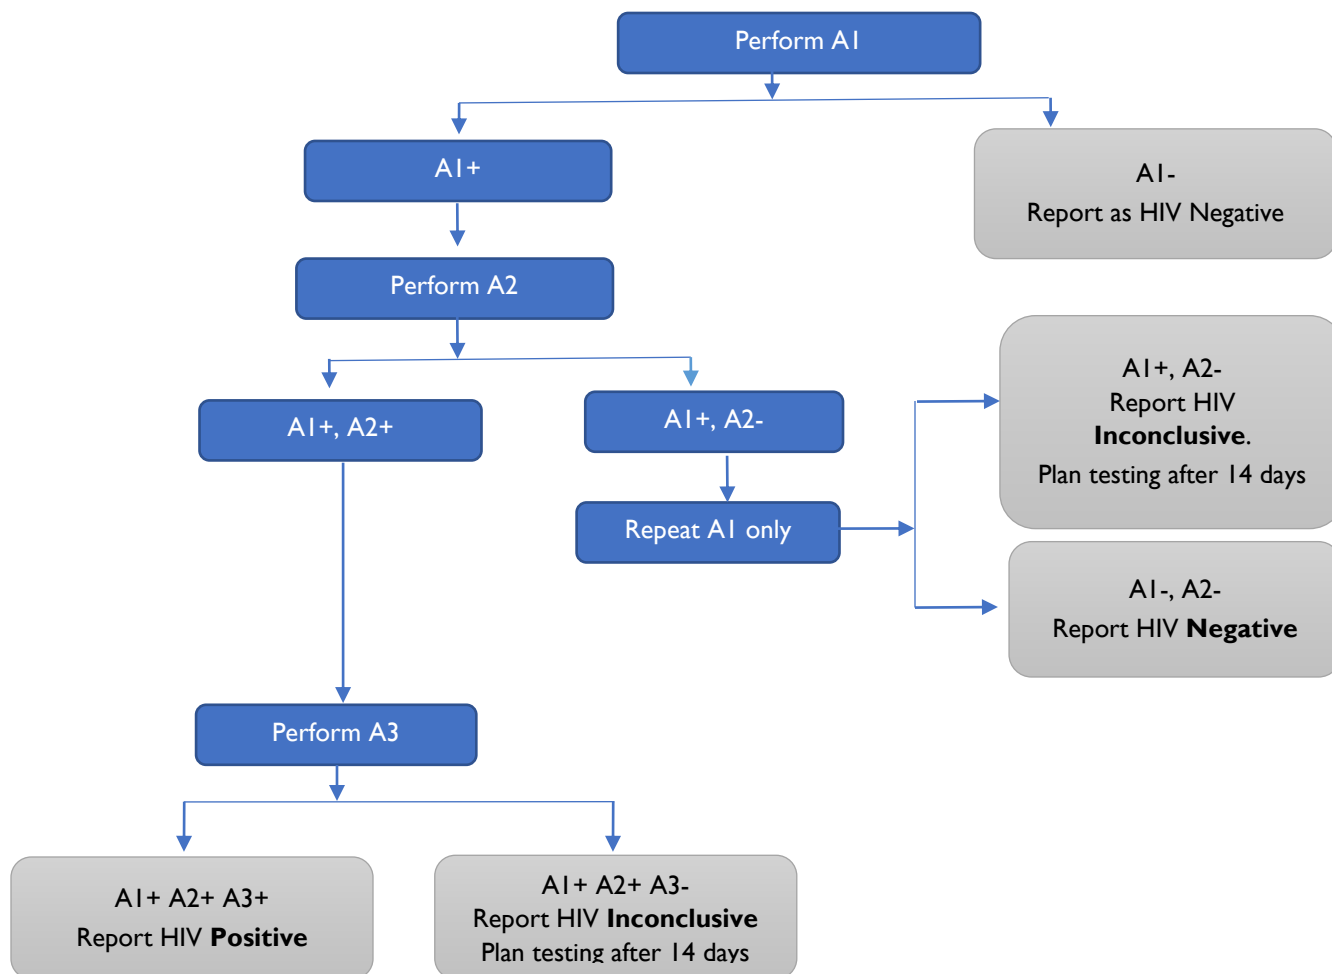 Perform A1
A1+
A1-
Report as HIV Negative
Perform A2
A1+, A2+
A1+, A2-
A1+, A2-
Report HIV
Inconclusive.
Plan testing after 14 days
Repeat A1 only
A1-, A2-
Report HIV Negative
Perform A3
A1+ A2+ A3+
Report HIV Positive
A1+ A2+ A3-
Report HIV Inconclusive
Plan testing after 14 days